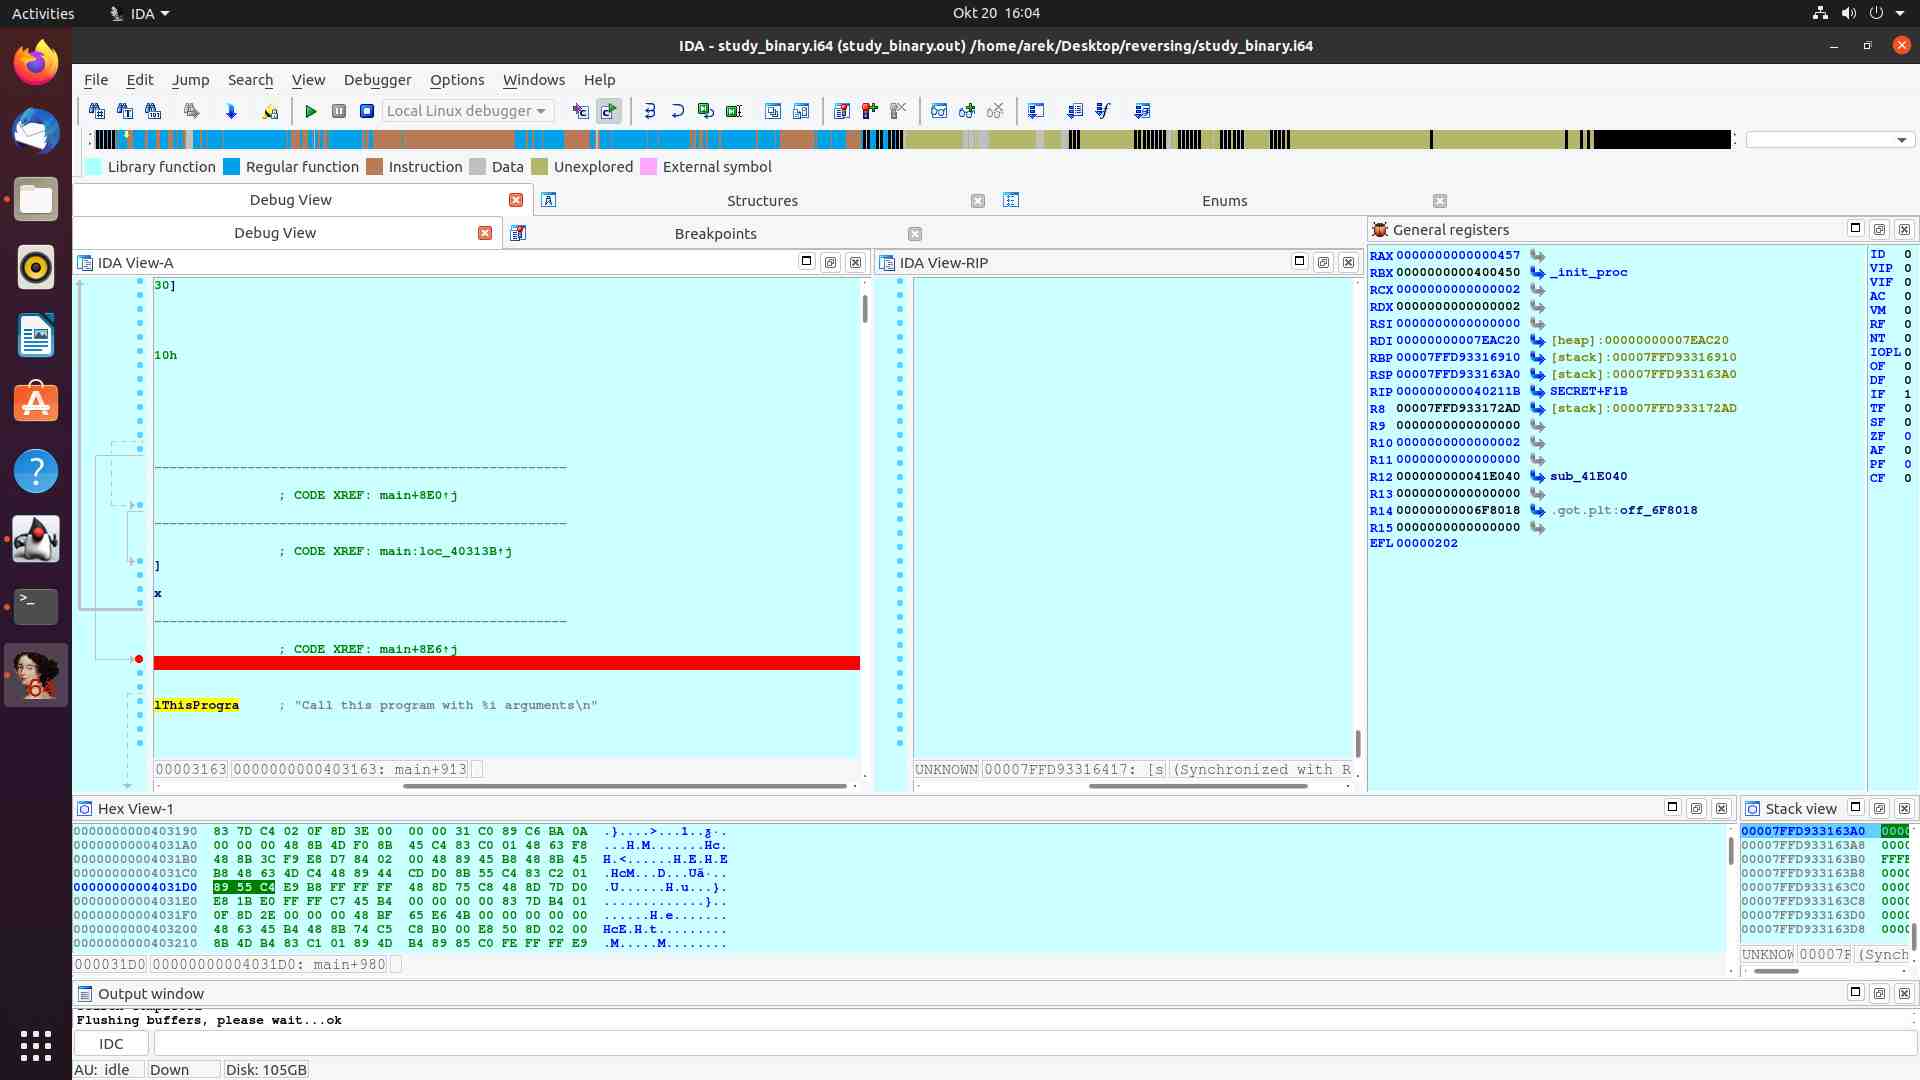 Activities
IDA
Okt 20 16:04
IDA - study_binary.i64 (study_binary.out) /home/arek/Desktop/reversing/study_binary.i64
File Edit Jump Search View Debugger Options Windows Help
Local Linux debugger
Library function Regular function Instruction Data Unexplored External symbol
Debug View Structures Enums
Debug View Breakpoints
IDA View-A
30]
10h
; CODE XREF: main+8E0↑j
; CODE XREF: main:loc_40313B↑j
]
x
; CODE XREF: main+8E6↑j
lThisProgra ; "Call this program with %i arguments\n"
00003163 0000000000403163: main+913
IDA View-RIP
UNKNOWN 00007FFD93316417: [s (Synchronized with R
General registers
RAX 0000000000000457
RBX 0000000000400450 _init_proc
RCX 0000000000000002
RDX 0000000000000002
RSI 0000000000000000
RDI 00000000007EAC20 [heap]:00000000007EAC20
RBP 00007FFD93316910 [stack]:00007FFD93316910
RSP 00007FFD933163A0 [stack]:00007FFD933163A0
RIP 000000000040211B SECRET+F1B
R8 00007FFD933172AD [stack]:00007FFD933172AD
R9 0000000000000000
R10 0000000000000002
R11 0000000000000000
R12 000000000041E040 sub_41E040
R13 0000000000000000
R14 00000000006F8018 .got.plt:off_6F8018
R15 0000000000000000
EFL 00000202
ID 0
VIP 0
VIF 0
AC 0
VM 0
RF 0
NT 0
IOPL 0
OF 0
DF 0
IF 1
TF 0
SF 0
ZF 0
AF 0
PF 0
CF 0
Hex View-1
0000000000403190 83 7D C4 02 0F 8D 3E 00 00 00 31 C0 89 C6 BA 0A
00000000004031A0 00 00 00 48 8B 4D F0 8B 45 C4 83 C0 01 48 63 F8
00000000004031B0 48 8B 3C F9 E8 D7 84 02 00 48 89 45 B8 48 8B 45
00000000004031C0 B8 48 63 4D C4 48 89 44 CD D0 8B 55 C4 83 C2 01
00000000004031D0 89 55 C4 E9 B8 FF FF FF 48 8D 75 C8 48 8D 7D D0
00000000004031E0 E8 1B E0 FF FF C7 45 B4 00 00 00 00 83 7D B4 01
00000000004031F0 0F 8D 2E 00 00 00 48 BF 65 E6 4B 00 00 00 00 00
0000000000403200 48 63 45 B4 48 8B 74 C5 C8 B0 00 E8 50 8D 02 00
0000000000403210 8B 4D B4 83 C1 01 89 4D B4 89 85 C0 FE FF FF E9
000031D0 00000000004031D0: main+980
Stack view
00007FFD933163A0 0000
00007FFD933163A8 0000
00007FFD933163B0 FFFF
00007FFD933163B8 0000
00007FFD933163C0 0000
00007FFD933163C8 0000
00007FFD933163D0 0000
00007FFD933163D8 0000
UNKNOW 00007F (Synch
Output window
Flushing buffers, please wait...ok
IDC
AU: idle Down Disk: 105GB